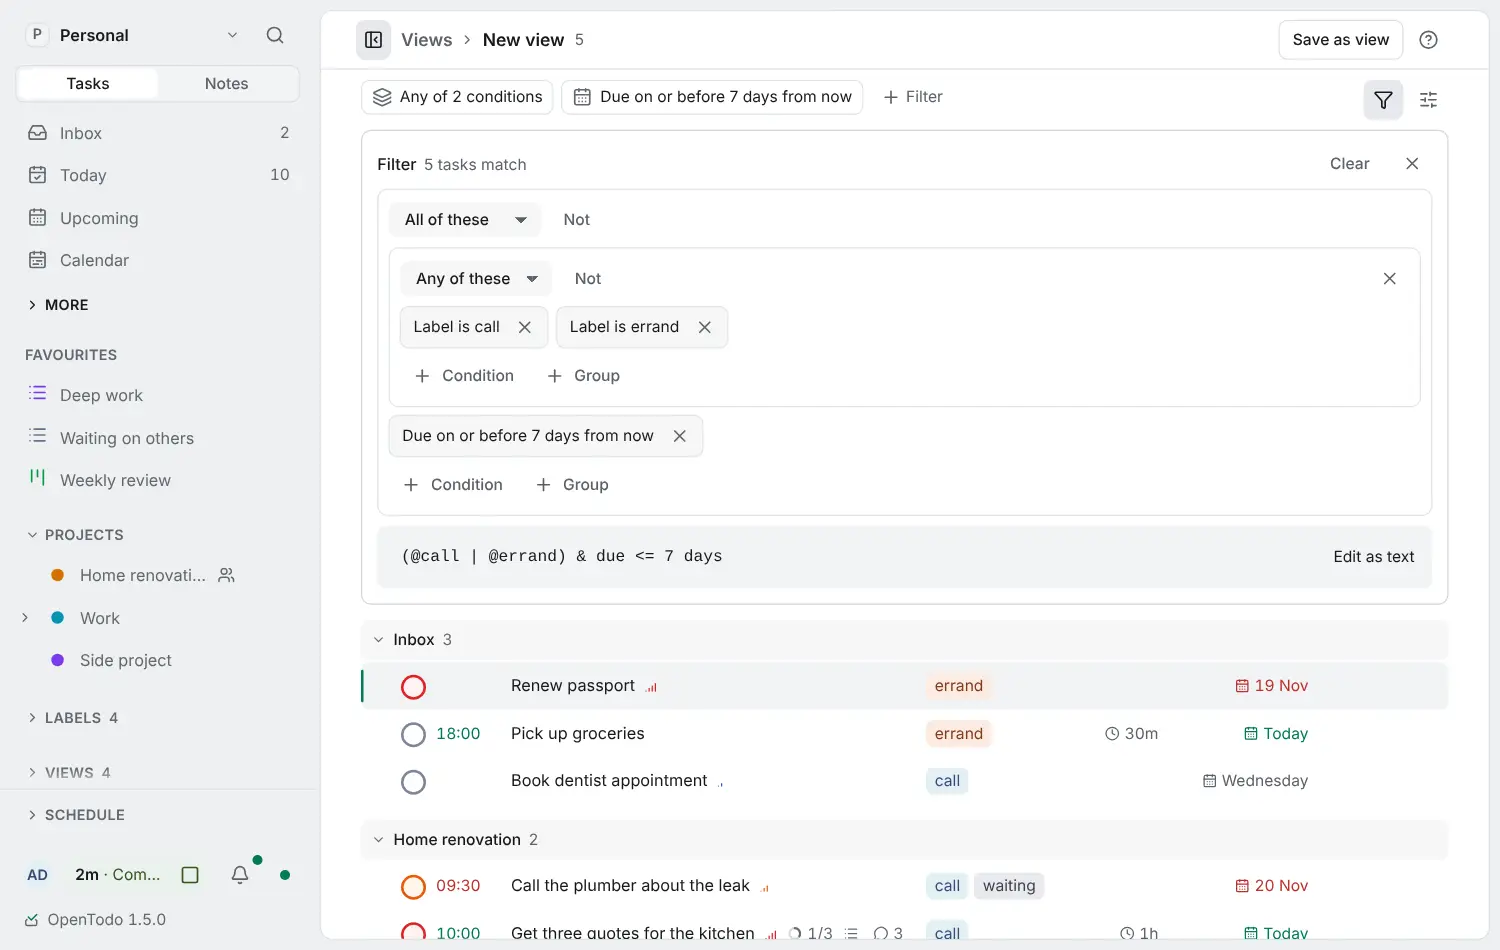 P Personal
Tasks Notes
Inbox 2
Today 10
Upcoming
Calendar
MORE
FAVOURITES
Deep work
Waiting on others
Weekly review
PROJECTS
Home renovati...
Work
Side project
LABELS 4
VIEWS 4
SCHEDULE
AD 2m · Com...
OpenTodo 1.5.0
Views > New view 5
Save as view
Any of 2 conditions Due on or before 7 days from now + Filter
Filter 5 tasks match Clear
All of these Not
Any of these Not
Label is call Label is errand
+ Condition + Group
Due on or before 7 days from now
+ Condition + Group
(@call | @errand) & due <= 7 days Edit as text
Inbox 3
Renew passport errand 19 Nov
18:00 Pick up groceries errand 30m Today
Book dentist appointment call Wednesday
Home renovation 2
09:30 Call the plumber about the leak call waiting 20 Nov
10:00 Get three quotes for the kitchen 1/3 3 call 1h Today